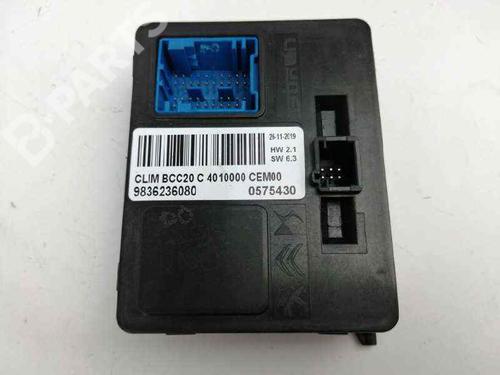 B-PARTS
26-11-2019
HW 2.1
SW 6.3
CLIM BCC20 C 4010000 CEM00
9836236080 0575430